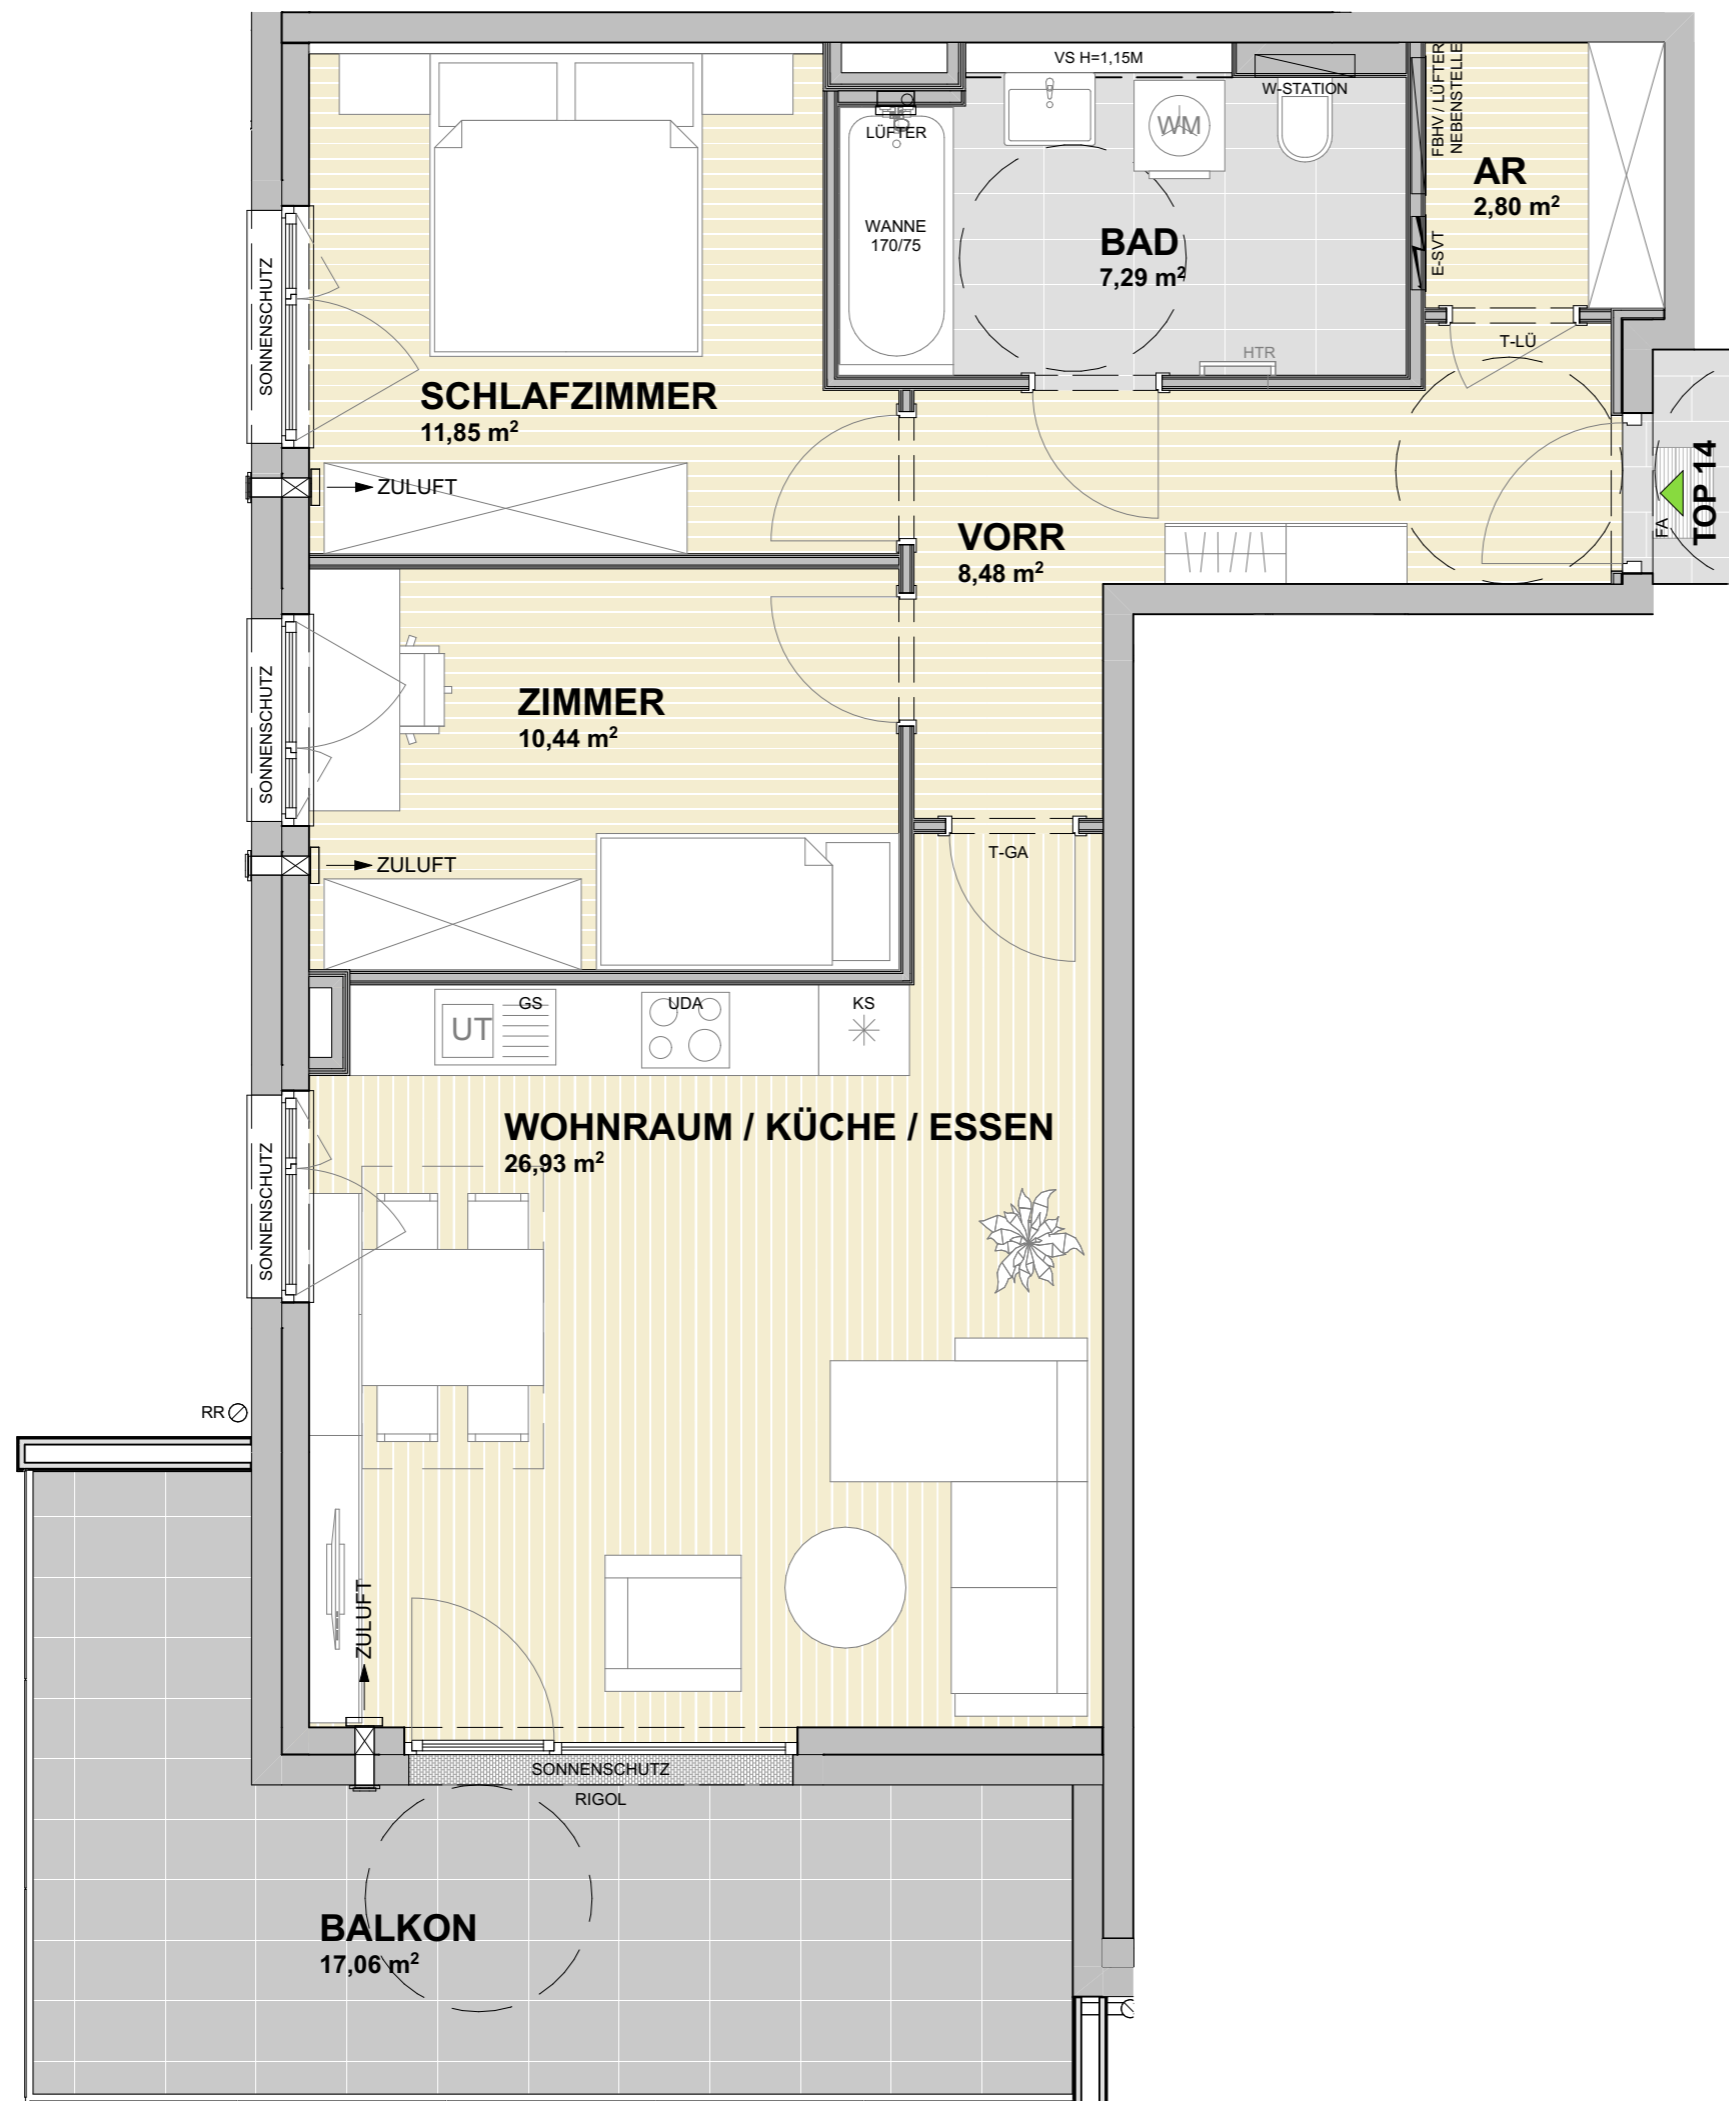 VS H=1,15M
W-STATION
LÜFTER
WM
FBHV / LÜFTER
NEBENSTELLE
AR
2,80 m²
WANNE
170/75
BAD
7,29 m²
E-SVT
SONNENSCHUTZ
HTR
T-LÜ
SCHLAFZIMMER
11,85 m²
ZULUFT
VORR
8,48 m²
FA
TOP 14
SONNENSCHUTZ
ZIMMER
10,44 m²
T-GA
ZULUFT
GS
UDA
KS
UT
WOHNRAUM / KÜCHE / ESSEN
26,93 m²
SONNENSCHUTZ
RR
ZULUFT
SONNENSCHUTZ
RIGOL
BALKON
17,06 m²